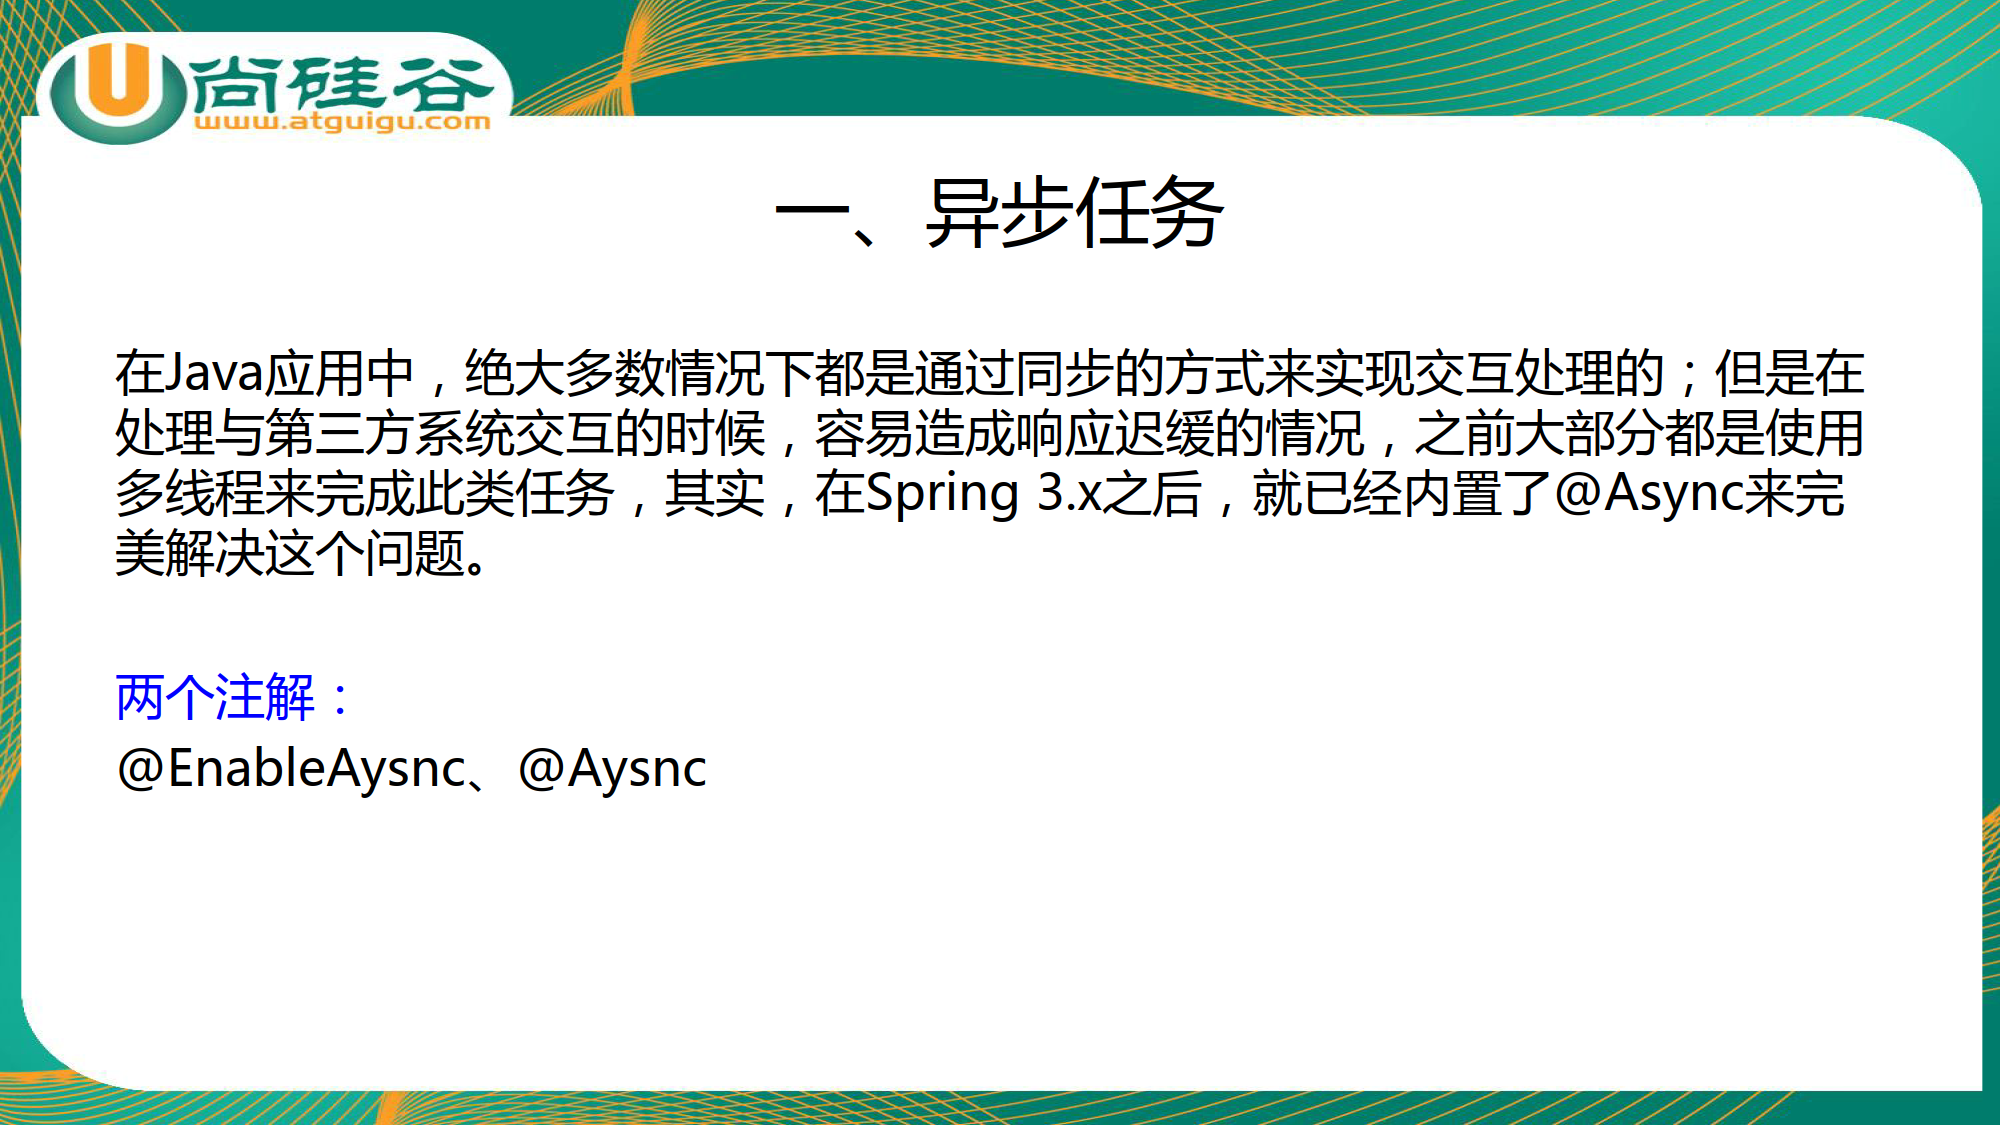 尚硅谷
www.atguigu.com
一、异步任务
在Java应用中，绝大多数情况下都是通过同步的方式来实现交互处理的；但是在
处理与第三方系统交互的时候，容易造成响应迟缓的情况，之前大部分都是使用
多线程来完成此类任务，其实，在Spring 3.x之后，就已经内置了@Async来完
美解决这个问题。
两个注解：
@EnableAysnc、@Aysnc